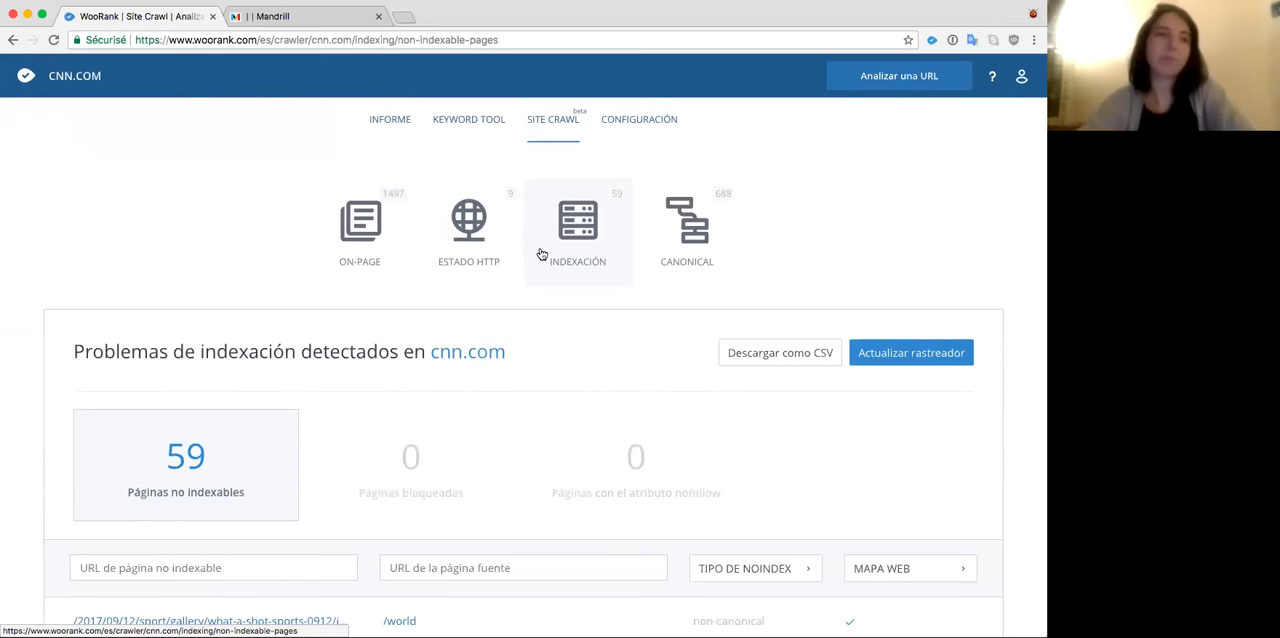 WooRank | Site Crawl | Analiza
| | Mandrill
Sécurisé
https://www.woorank.com/es/crawler/cnn.com/indexing/non-indexable-pages
CNN.COM
Analizar una URL
?
INFORME
KEYWORD TOOL
SITE CRAWL
beta
CONFIGURACIÓN
1497
ON-PAGE
9
ESTADO HTTP
59
INDEXACIÓN
688
CANONICAL
Problemas de indexación detectados en cnn.com
Descargar como CSV
Actualizar rastreador
59
Páginas no indexables
0
Páginas bloqueadas
0
Páginas con el atributo nofollow
URL de página no indexable
URL de la página fuente
TIPO DE NOINDEX
MAPA WEB
/2017/09/12/sport/gallery/what-a-shot-sports-0912/i...
/world
non-canonical
https://www.woorank.com/es/crawler/cnn.com/indexing/non-indexable-pages